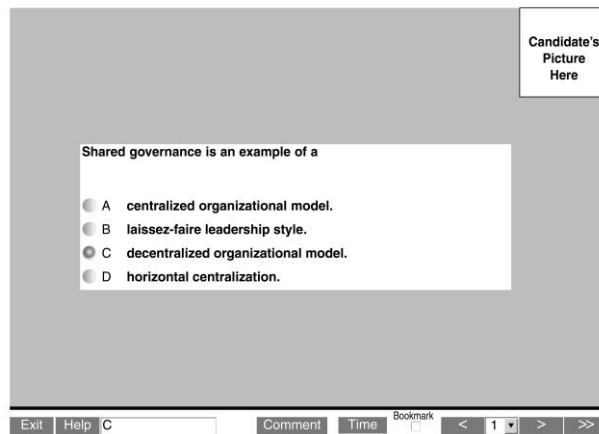 Candidate's
Picture
Here
Shared governance is an example of a
A centralized organizational model.
B laissez-faire leadership style.
C decentralized organizational model.
D horizontal centralization.
Bookmark
Exit Help C Comment Time < 1 > >>